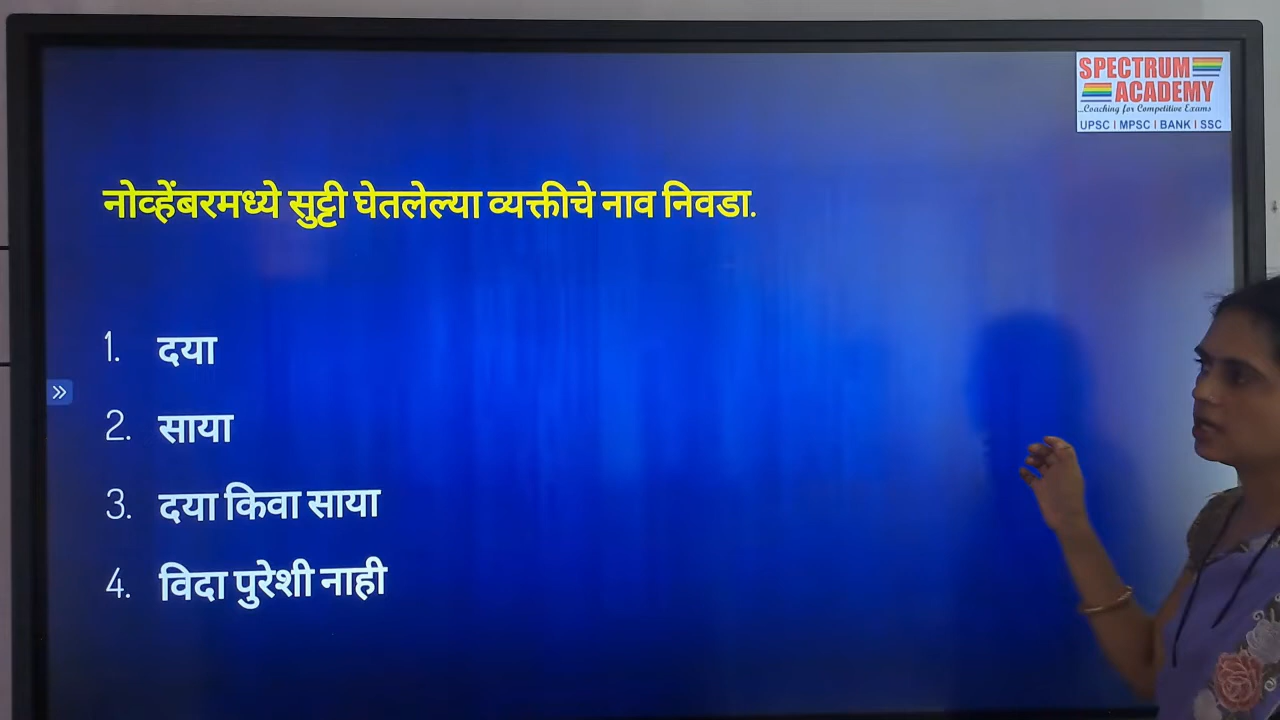 SPECTRUM
ACADEMY
...Coaching for Competitive Exams
UPSC | MPSC | BANK | SSC
नोव्हेंबरमध्ये सुट्टी घेतलेल्या व्यक्तीचे नाव निवडा.
1. दया
2. साया
3. दया किवा साया
4. विदा पुरेशी नाही